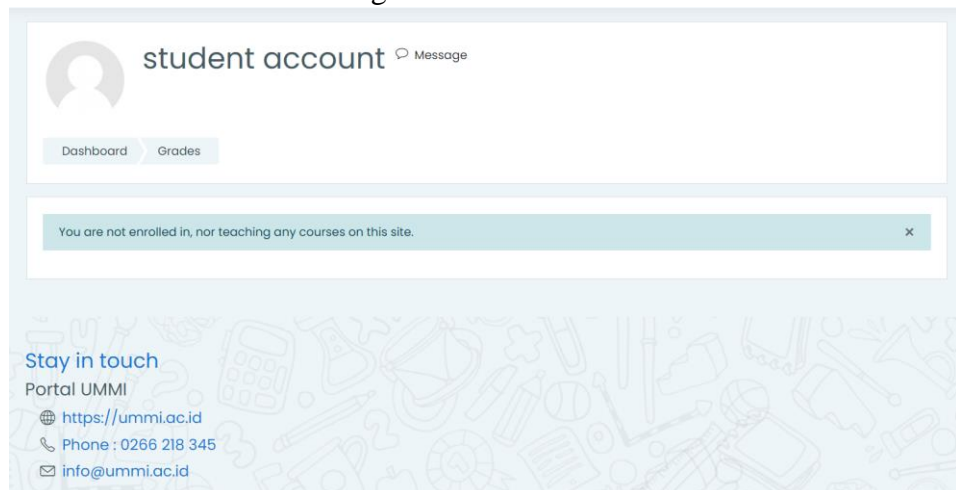 student account Message
Dashboard Grades
You are not enrolled in, nor teaching any courses on this site. ×
Stay in touch
Portal UMMI
https://ummi.ac.id
Phone : 0266 218 345
info@ummi.ac.id